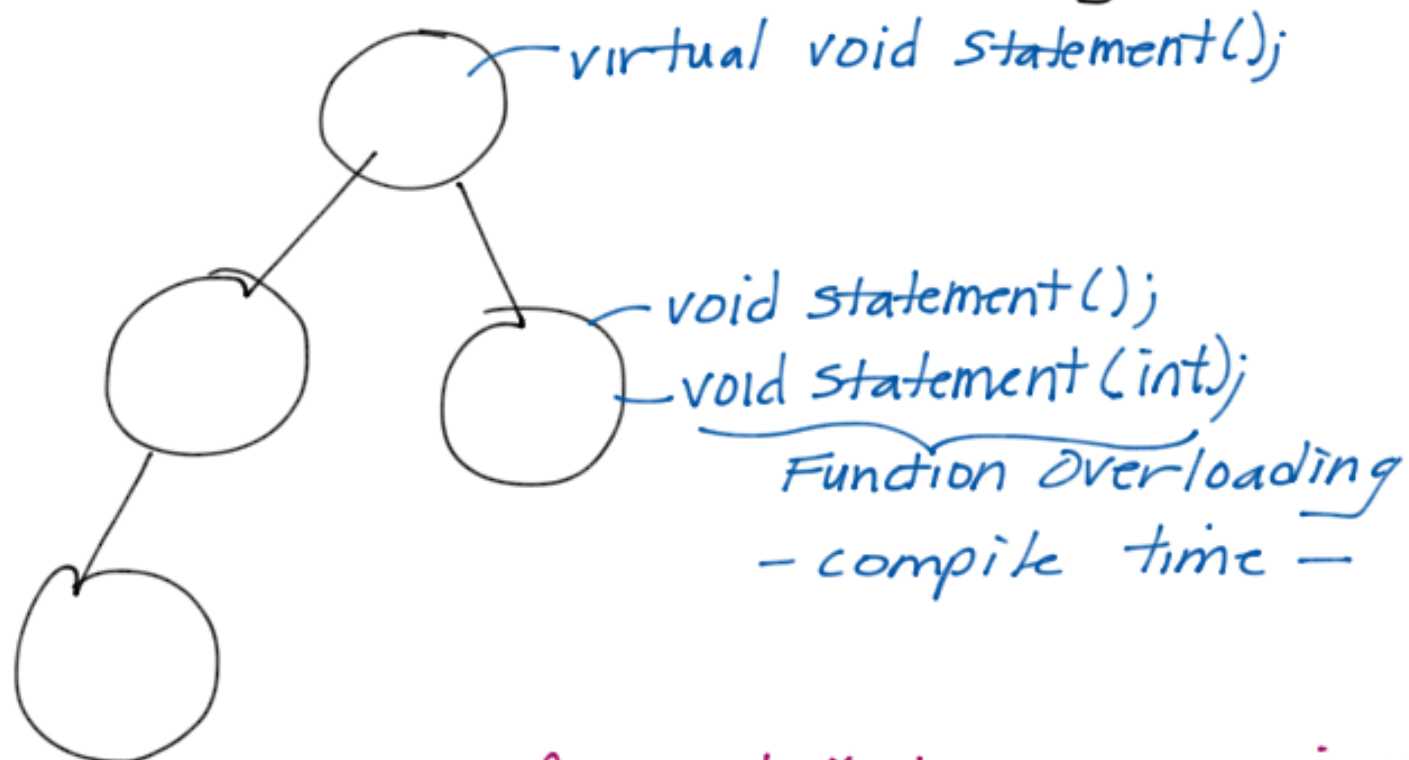 virtual void statement();
void statement();
void statement(int);
Function Overloading
- compile time -